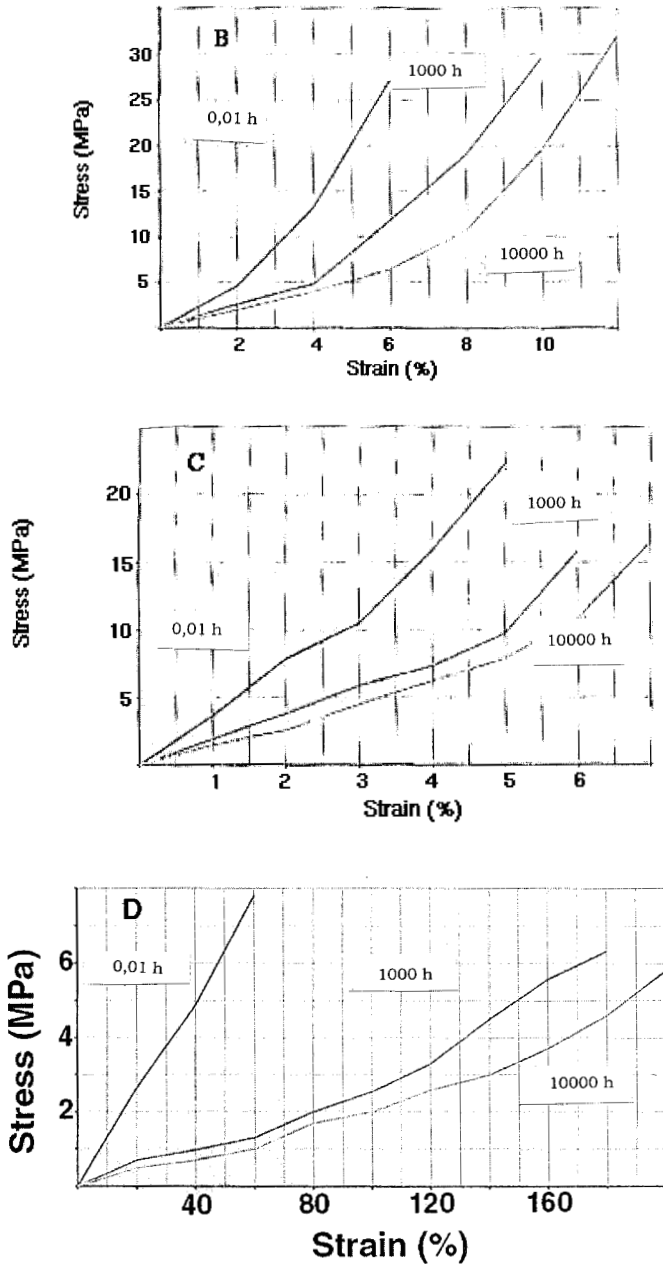 B
Stress (MPa)
30
25
20
15
10
5
0,01 h
1000 h
10000 h
2 4 6 8 10
Strain (%)
C
Stress (MPa)
20
15
10
5
0,01 h
1000 h
10000 h
1 2 3 4 5 6
Strain (%)
D
Stress (MPa)
6
4
2
0,01 h
1000 h
10000 h
40 80 120 160
Strain (%)